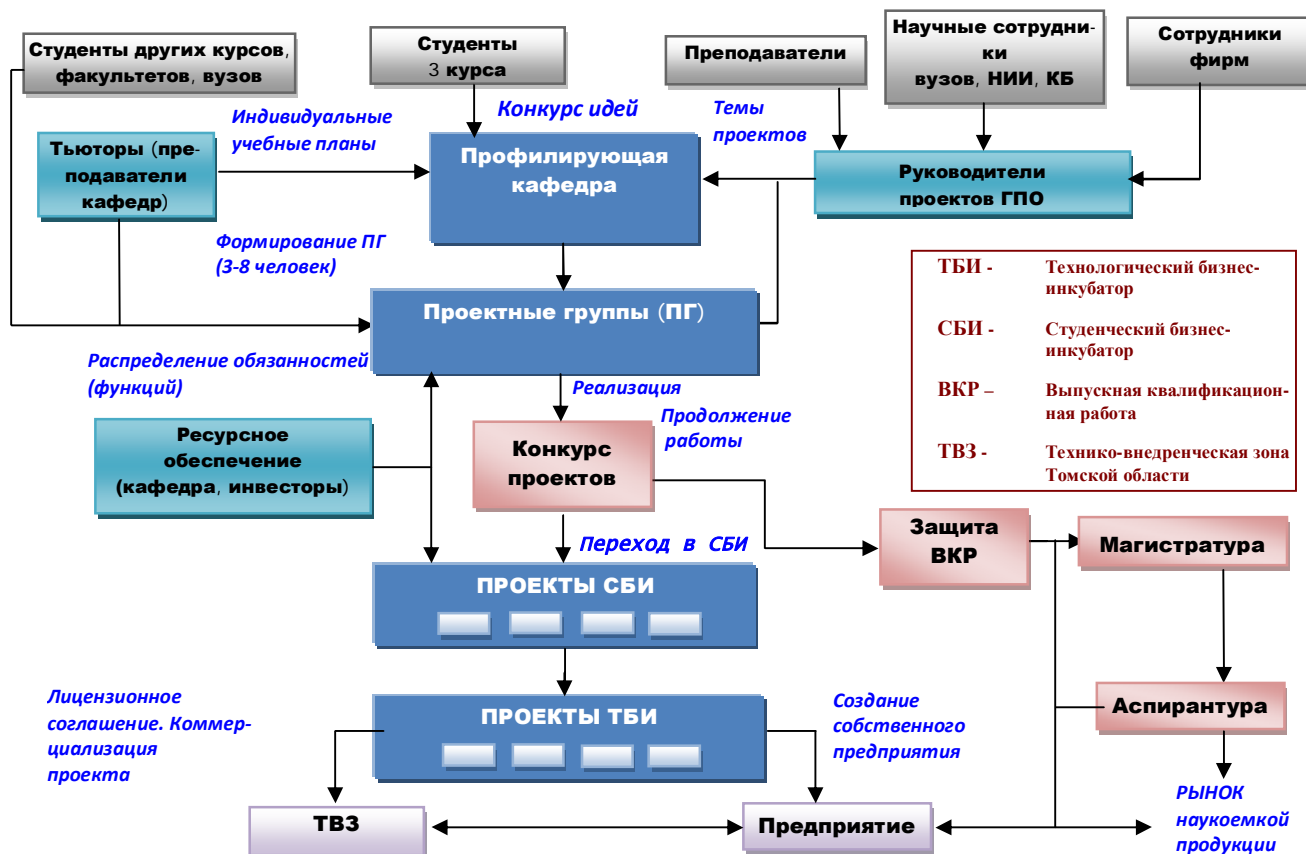 Студенты других курсов,
факультетов, вузов
Студенты
3 курса
Преподаватели
Научные сотрудни-
ки
вузов, НИИ, КБ
Сотрудники
фирм
Индивидуальные
учебные планы
Конкурс идей
Темы
проектов
Тьюторы (пре-
подаватели
кафедр)
Профилирующая
кафедра
Руководители
проектов ГПО
Формирование ПГ
(3-8 человек)
Проектные группы (ПГ)
ТБИ - Технологический бизнес-
инкубатор
СБИ - Студенческий бизнес-
инкубатор
ВКР – Выпускная квалификацион-
ная работа
ТВЗ - Технико-внедренческая зона
Томской области
Распределение обязанностей
(функций)
Реализация
Продолжение
работы
Ресурсное
обеспечение
(кафедра, инвесторы)
Конкурс
проектов
Переход в СБИ
Защита
ВКР
Магистратура
ПРОЕКТЫ СБИ
Лицензионное
соглашение. Коммер-
циализация
проекта
ПРОЕКТЫ ТБИ
Создание
собственного
предприятия
Аспирантура
ТВЗ
Предприятие
РЫНОК
наукоемкой
продукции